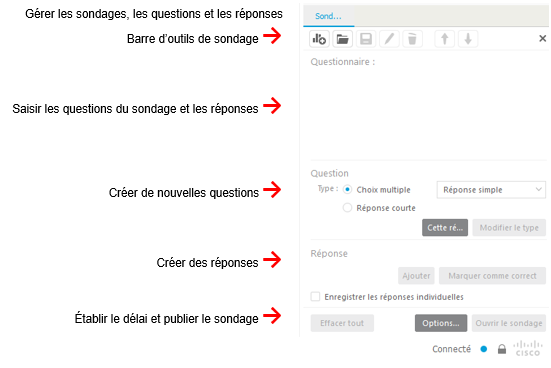 Gérer les sondages, les questions et les réponses
Sond...
Barre d'outils de sondage
Questionnaire :
Saisir les questions du sondage et les réponses
Question
Créer de nouvelles questions
Type : Choix multiple Réponse simple
Réponse courte
Cette ré... Modifier le type
Réponse
Créer des réponses
Ajouter Marquer comme correct
Enregistrer les réponses individuelles
Établir le délai et publier le sondage
Effacer tout Options... Ouvrir le sondage
Connecté
CISCO